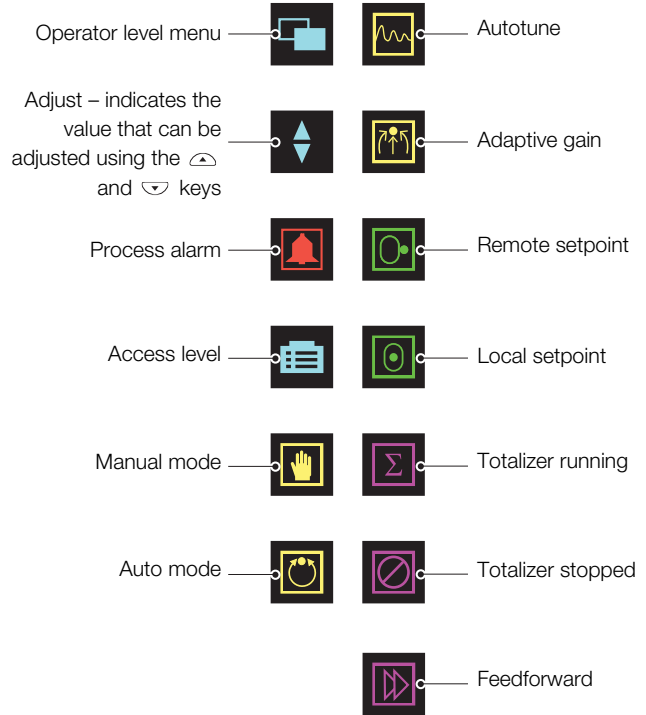 Operator level menu
Autotune
Adjust – indicates the
value that can be
adjusted using the
and keys
Adaptive gain
Process alarm
Remote setpoint
Access level
Local setpoint
Manual mode
Totalizer running
Σ
Auto mode
Totalizer stopped
Feedforward